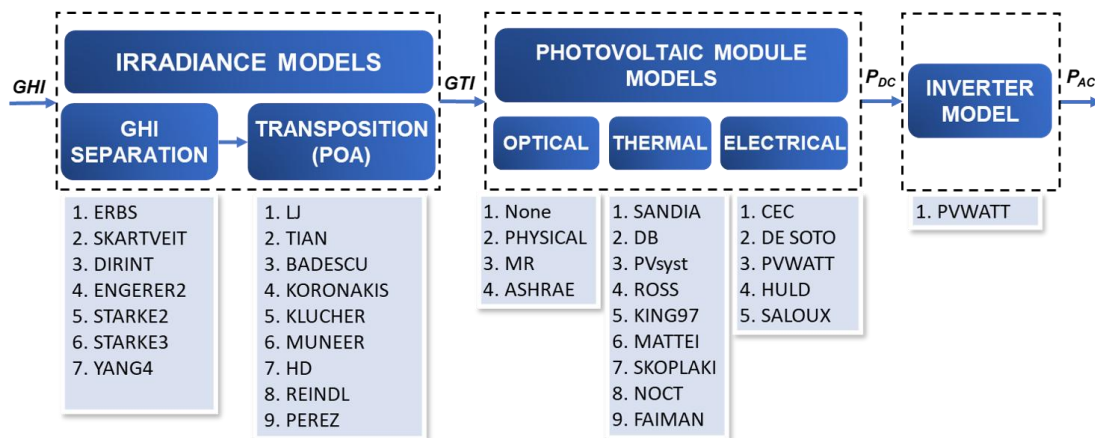 GHI
IRRADIANCE MODELS
GHI
SEPARATION
TRANSPOSITION
(POA)
1. ERBS
2. SKARTVEIT
3. DIRINT
4. ENGERER2
5. STARKE2
6. STARKE3
7. YANG4
1. LJ
2. TIAN
3. BADESCU
4. KORONAKIS
5. KLUCHER
6. MUNEER
7. HD
8. REINDL
9. PEREZ
GTI
PHOTOVOLTAIC MODULE
MODELS
OPTICAL
THERMAL
ELECTRICAL
1. None
2. PHYSICAL
3. MR
4. ASHRAE
1. SANDIA
2. DB
3. PVsyst
4. ROSS
5. KING97
6. MATTEI
7. SKOPLAKI
8. NOCT
9. FAIMAN
1. CEC
2. DE SOTO
3. PVWATT
4. HULD
5. SALOUX
PDC
INVERTER
MODEL
1. PVWATT
PAC